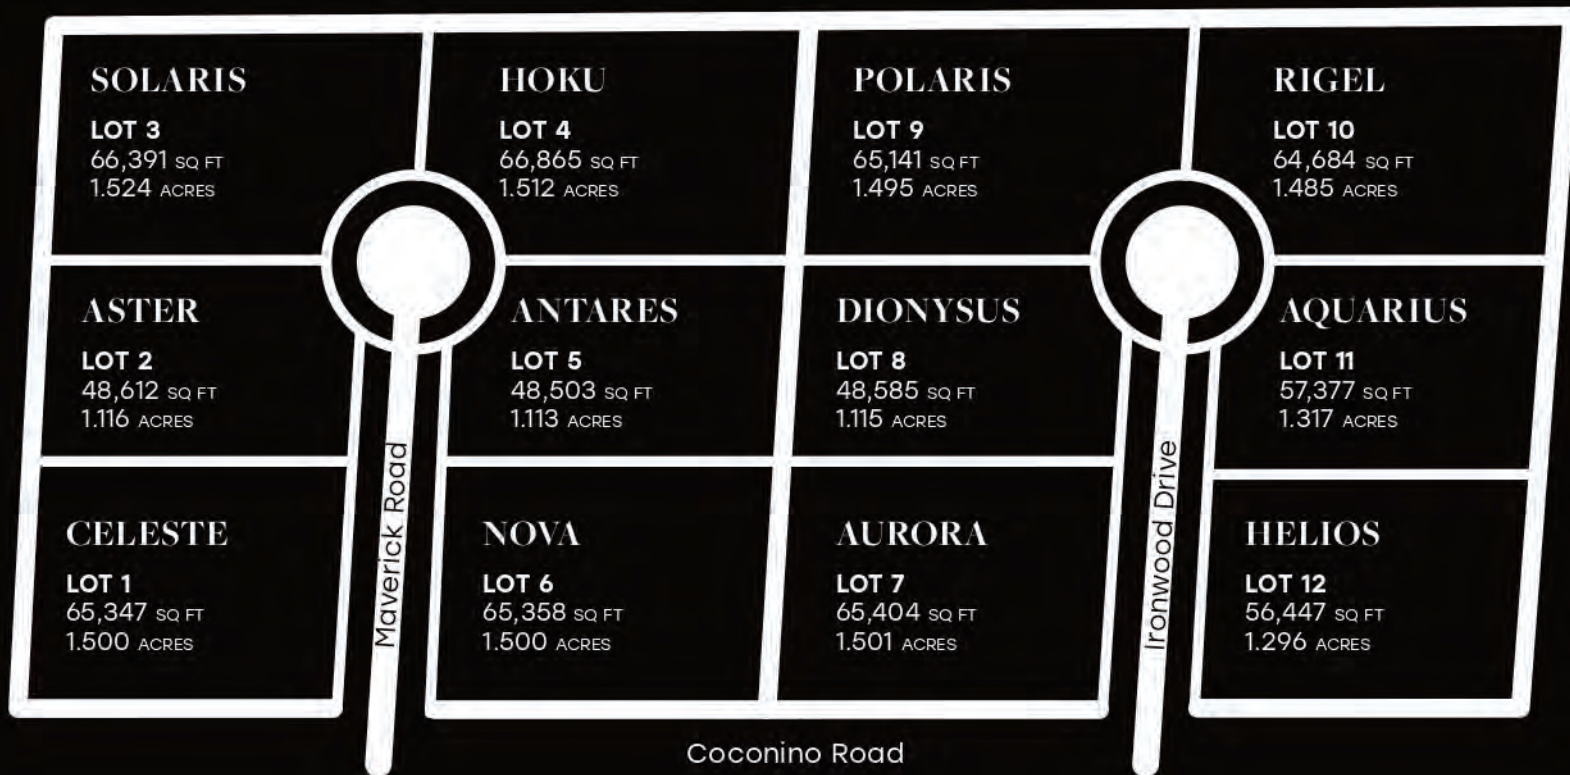 SOLARIS
LOT 3
66,391 SQ FT
1.524 ACRES
HOKU
LOT 4
66,865 SQ FT
1.512 ACRES
POLARIS
LOT 9
65,141 SQ FT
1.495 ACRES
RIGEL
LOT 10
64,684 SQ FT
1.485 ACRES
ASTER
LOT 2
48,612 SQ FT
1.116 ACRES
ANTARES
LOT 5
48,503 SQ FT
1.113 ACRES
DIONYSUS
LOT 8
48,585 SQ FT
1.115 ACRES
AQUARIUS
LOT 11
57,377 SQ FT
1.317 ACRES
CELESTE
LOT 1
65,347 SQ FT
1.500 ACRES
Maverick Road
NOVA
LOT 6
65,358 SQ FT
1.500 ACRES
AURORA
LOT 7
65,404 SQ FT
1.501 ACRES
Ironwood Drive
HELIOS
LOT 12
56,447 SQ FT
1.296 ACRES
Coconino Road